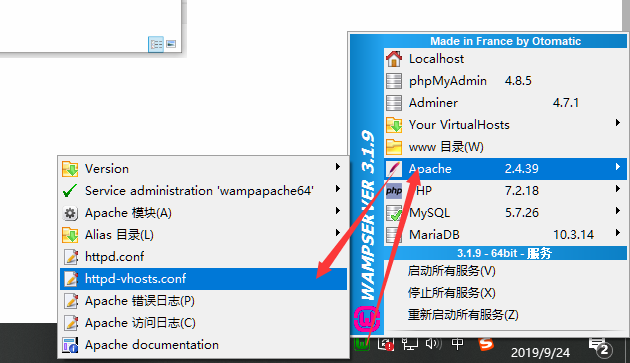 Made in France by Otomatic
Localhost
phpMyAdmin 4.8.5
Adminer 4.7.1
Your VirtualHosts
www 目录(W)
Apache 2.4.39
PHP 7.2.18
MySQL 5.7.26
MariaDB 10.3.14
3.1.9 - 64bit - 服务
启动所有服务(V)
停止所有服务(X)
重新启动所有服务(Z)
WAMPSERVER 3.1.9
Version
Service administration 'wampapache64'
Apache 模块(A)
Alias 目录(L)
httpd.conf
httpd-vhosts.conf
Apache 错误日志(P)
Apache 访问日志(C)
Apache documentation
中
S
2019/9/24
2